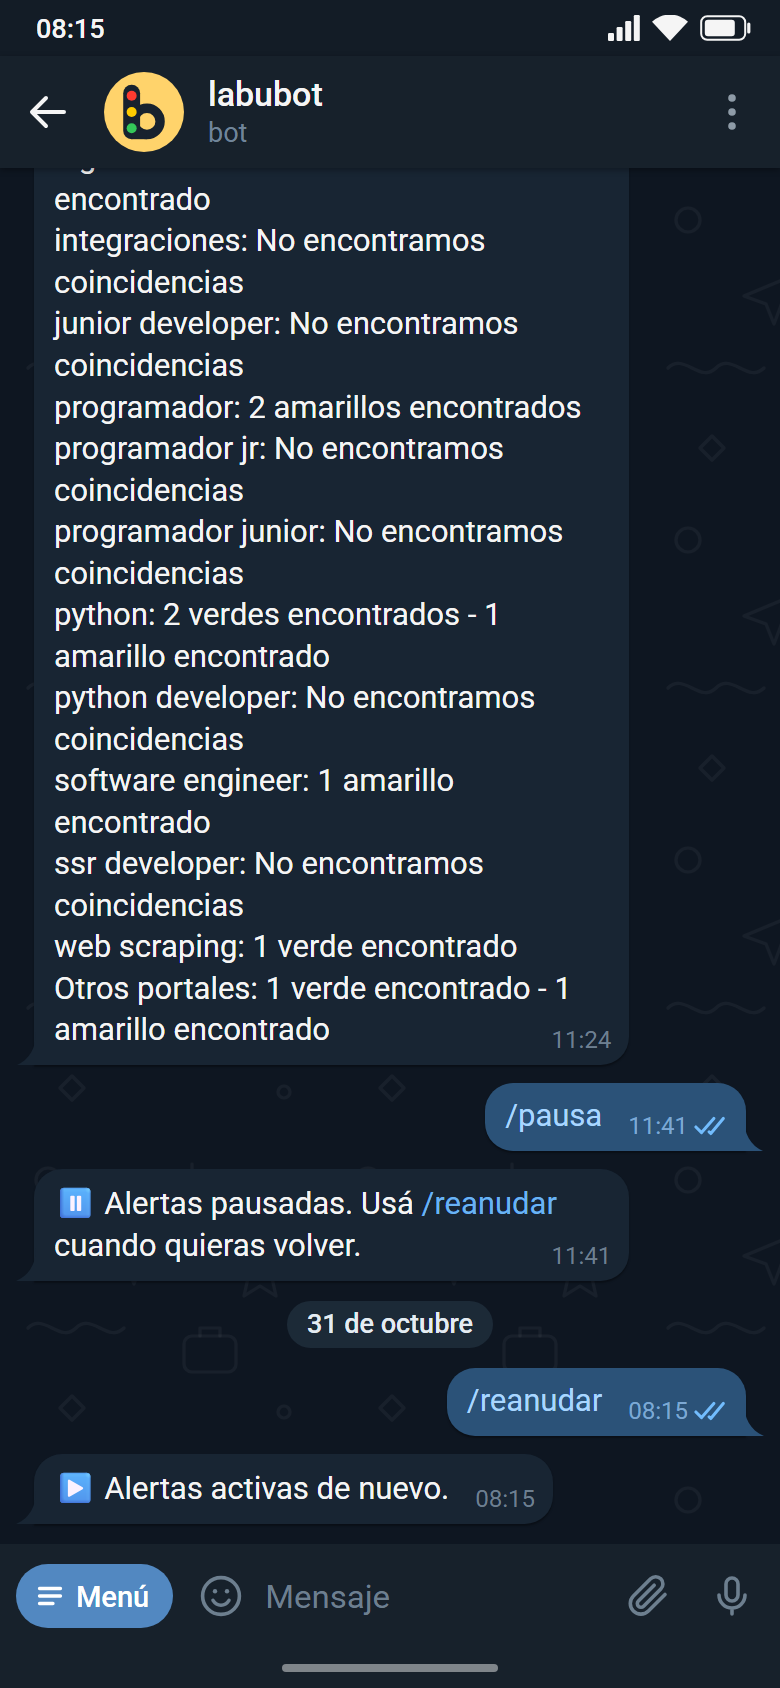 08:15
labubot
bot
encontrado
integraciones: No encontramos
coincidencias
junior developer: No encontramos
coincidencias
programador: 2 amarillos encontrados
programador jr: No encontramos
coincidencias
programador junior: No encontramos
coincidencias
python: 2 verdes encontrados - 1
amarillo encontrado
python developer: No encontramos
coincidencias
software engineer: 1 amarillo
encontrado
ssr developer: No encontramos
coincidencias
web scraping: 1 verde encontrado
Otros portales: 1 verde encontrado - 1
amarillo encontrado
11:24
/pausa 11:41
Alertas pausadas. Usá /reanudar
cuando quieras volver.
11:41
31 de octubre
/reanudar 08:15
Alertas activas de nuevo. 08:15
Menú
Mensaje